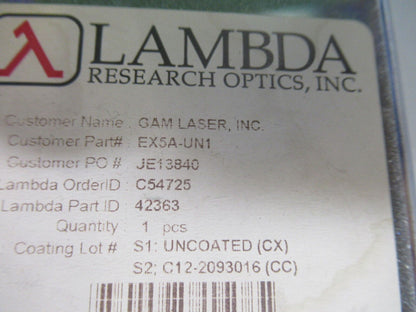 λ LAMBDA
RESEARCH OPTICS, INC.
Customer Name : GAM LASER, INC.
Customer Part# : EX5A-UN1
Customer PO # : JE13840
Lambda OrderID : C54725
Lambda Part ID : 42363
Quantity : 1 pcs
Coating Lot # : S1: UNCOATED (CX)
S2: C12-2093016 (CC)